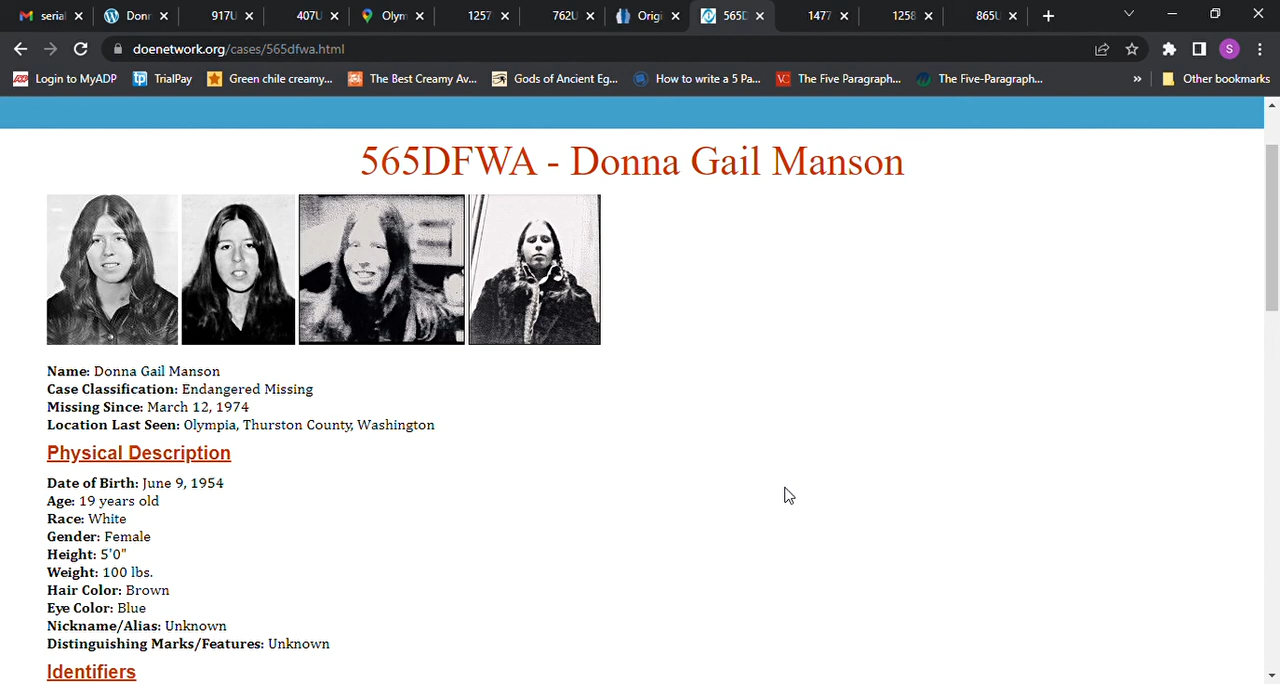 serial
Donn
917U
407U
Olym
1257
762U
Origi
565D
1477
1258
865U
doenetwork.org/cases/565dfwa.html
S
Login to MyADP
TrialPay
Green chile creamy...
The Best Creamy Av...
Gods of Ancient Eg...
How to write a 5 Pa...
The Five Paragraph...
The Five-Paragraph...
»
Other bookmarks
565DFWA - Donna Gail Manson
Name: Donna Gail Manson
Case Classification: Endangered Missing
Missing Since: March 12, 1974
Location Last Seen: Olympia, Thurston County, Washington
Physical Description
Date of Birth: June 9, 1954
Age: 19 years old
Race: White
Gender: Female
Height: 5'0"
Weight: 100 lbs.
Hair Color: Brown
Eye Color: Blue
Nickname/Alias: Unknown
Distinguishing Marks/Features: Unknown
Identifiers